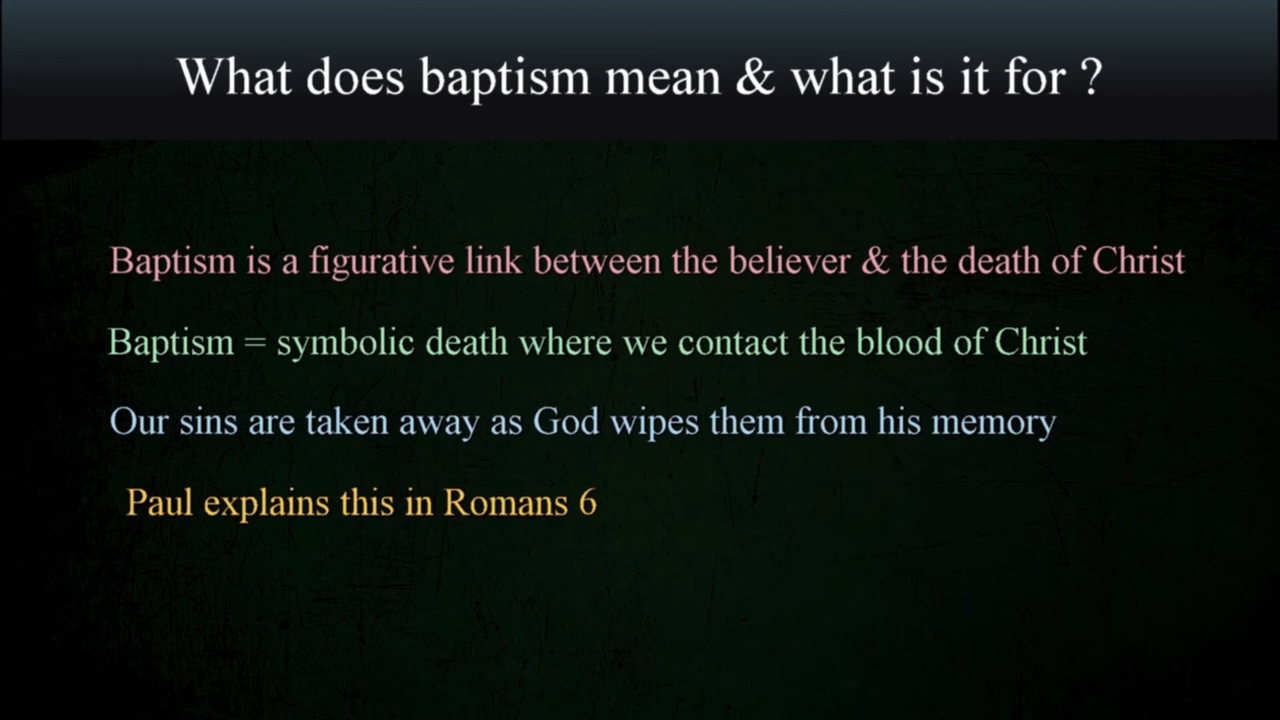 What does baptism mean & what is it for ?
Baptism is a figurative link between the believer & the death of Christ
Baptism = symbolic death where we contact the blood of Christ
Our sins are taken away as God wipes them from his memory
Paul explains this in Romans 6